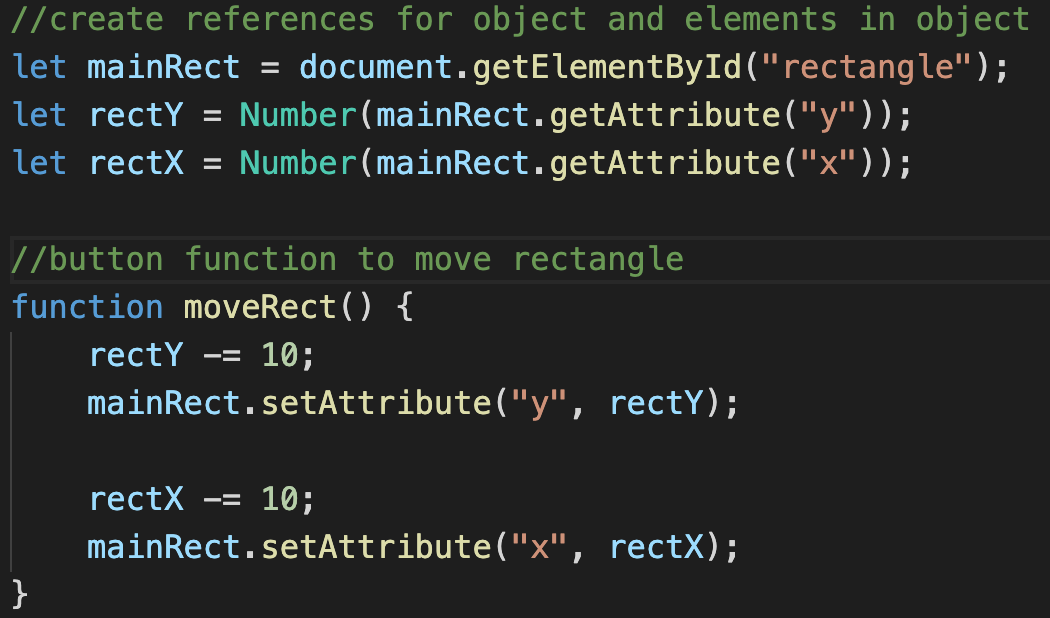 //create references for object and elements in object
let mainRect = document.getElementById("rectangle");
let rectY = Number(mainRect.getAttribute("y"));
let rectX = Number(mainRect.getAttribute("x"));
//button function to move rectangle
function moveRect() {
    rectY -= 10;
    mainRect.setAttribute("y", rectY);
    rectX -= 10;
    mainRect.setAttribute("x", rectX);
}